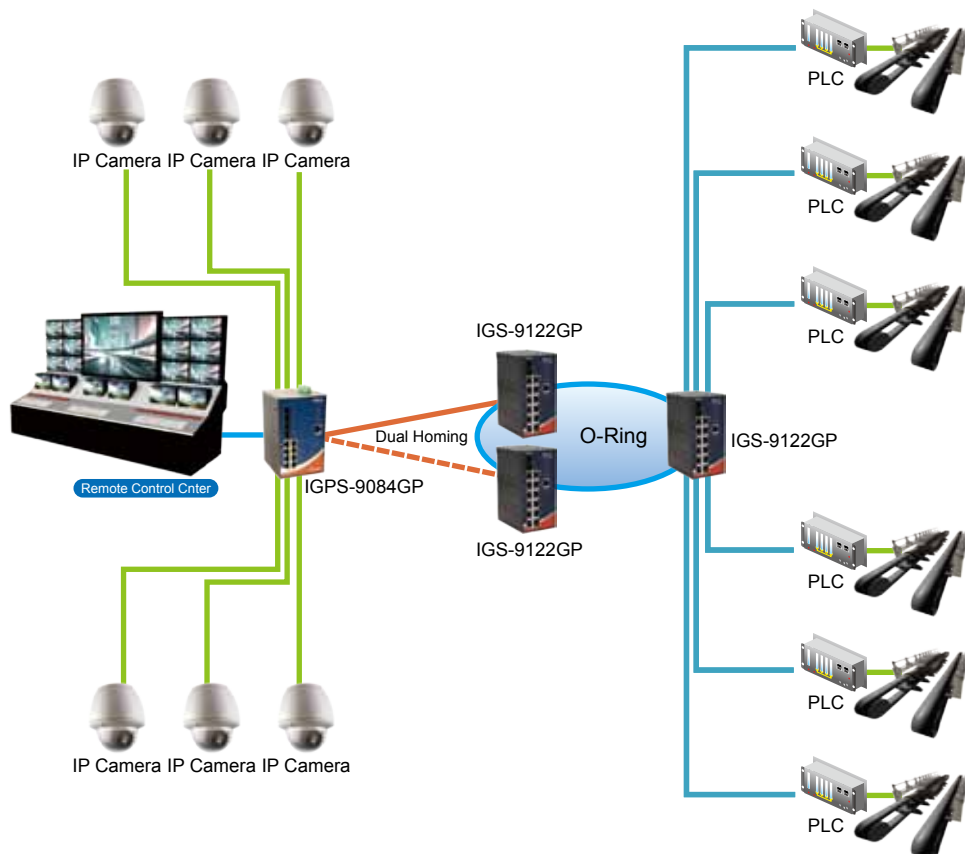 PLC
IP Camera IP Camera IP Camera
PLC
PLC
IGS-9122GP
Dual Homing
O-Ring
IGS-9122GP
Remote Control Cnter
IGPS-9084GP
IGS-9122GP
PLC
PLC
IP Camera IP Camera IP Camera
PLC